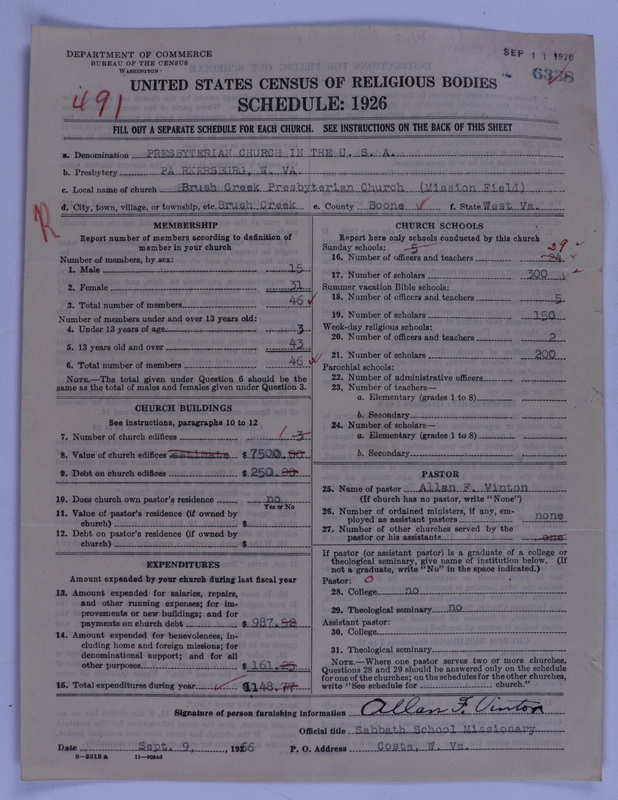 DEPARTMENT OF COMMERCE
BUREAU OF THE CENSUS
WASHINGTON
SEP 11 1926
6338
491
UNITED STATES CENSUS OF RELIGIOUS BODIES
SCHEDULE: 1926
FILL OUT A SEPARATE SCHEDULE FOR EACH CHURCH. SEE INSTRUCTIONS ON THE BACK OF THIS SHEET
a. Denomination PRESBYTERIAN CHURCH IN THE U. S. A.
b. Presbytery PARKERSBURG, W. VA.
c. Local name of church Brush Creek Presbyterian Church (Mission Field)
d. City, town, village, or township, etc. Brush Creek e. County Boone f. State West Va.
R
MEMBERSHIP
Report number of members according to definition of
member in your church
Number of members, by sex:
1. Male 15
2. Female 31
3. Total number of members 46
Number of members under and over 13 years old:
4. Under 13 years of age 3
5. 13 years old and over 43
6. Total number of members 46
NOTE.—The total given under Question 6 should be the
same as the total of males and females given under Question 3.
CHURCH BUILDINGS
See instructions, paragraphs 10 to 12
7. Number of church edifices 1 3
8. Value of church edifices estimate $ 7500.00
9. Debt on church edifices $ 250.00
10. Does church own pastor's residence no
Yes or No
11. Value of pastor's residence (if owned by
church) $
12. Debt on pastor's residence (if owned by
church) $
EXPENDITURES
Amount expended by your church during last fiscal year
13. Amount expended for salaries, repairs,
and other running expenses; for im-
provements or new buildings; and for
payments on church debt $ 987.52
14. Amount expended for benevolences, in-
cluding home and foreign missions; for
denominational support; and for all
other purposes $ 161.25
15. Total expenditures during year $1148.77
CHURCH SCHOOLS
Report here only schools conducted by this church
Sunday schools: 5 29
16. Number of officers and teachers 24
17. Number of scholars 300
Summer vacation Bible schools:
18. Number of officers and teachers 5
19. Number of scholars 150
Week-day religious schools:
20. Number of officers and teachers 2
21. Number of scholars 200
Parochial schools:
22. Number of administrative officers
23. Number of teachers—
a. Elementary (grades 1 to 8)
b. Secondary
24. Number of scholars—
a. Elementary (grades 1 to 8)
b. Secondary
PASTOR
25. Name of pastor Allan F. Vinton
(If church has no pastor, write "None")
26. Number of ordained ministers, if any, em-
ployed as assistant pastors none
27. Number of other churches served by the
pastor or his assistants one
If pastor (or assistant pastor) is a graduate of a college or
theological seminary, give name of institution below. (If
not a graduate, write "No" in the space indicated.)
Pastor: 0
28. College no
29. Theological seminary no
Assistant pastor:
30. College
31. Theological seminary
NOTE.—Where one pastor serves two or more churches,
Questions 28 and 29 should be answered only on the schedule
for one of the churches; on the schedules for the other churches,
write "See schedule for church."
Signature of person furnishing information Allan F. Vinton
Official title Sabbath School Missionary
Date Sept. 9, 1926 P. O. Address Costa, W. Va.
8—5518 a 11—9024d